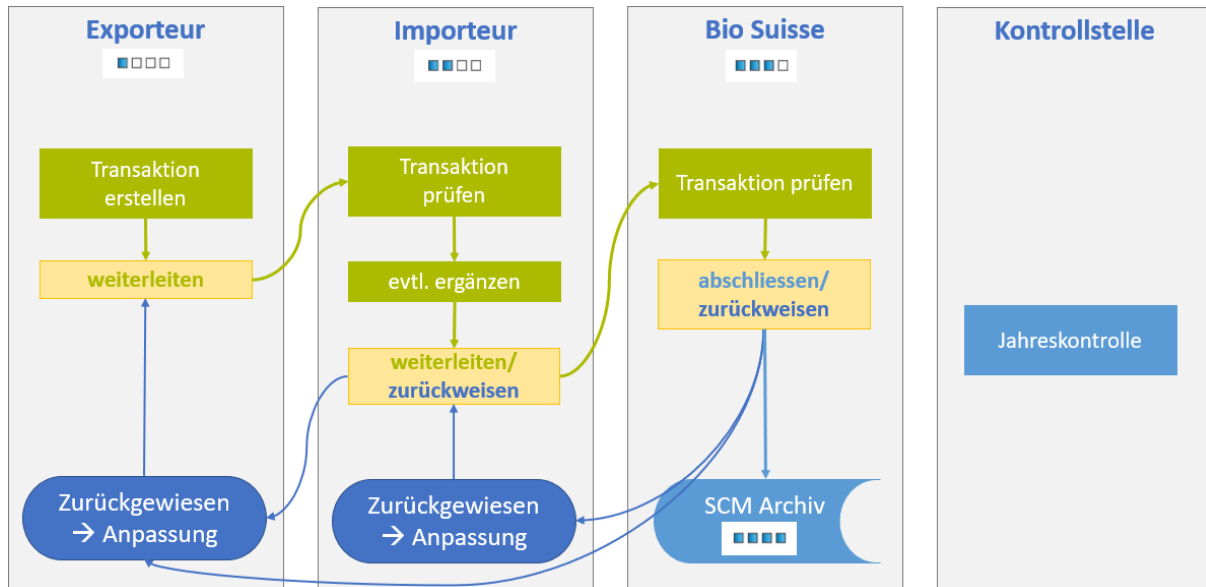 Exporteur
Transaktion
erstellen
weiterleiten
Zurückgewiesen
→ Anpassung
Importeur
Transaktion
prüfen
evtl. ergänzen
weiterleiten/
zurückweisen
Zurückgewiesen
→ Anpassung
Bio Suisse
Transaktion prüfen
abschliessen/
zurückweisen
SCM Archiv
Kontrollstelle
Jahreskontrolle